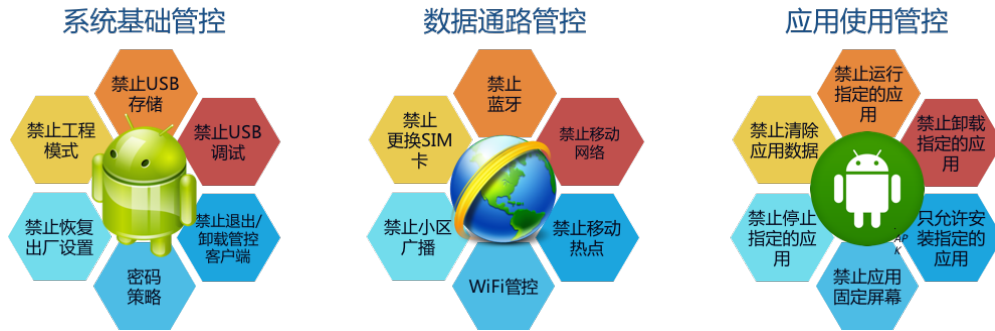 系统基础管控
禁止USB
存储
禁止工程
模式
禁止USB
调试
禁止恢复
出厂设置
禁止退出/
卸载管控
客户端
密码
策略
数据通路管控
禁止
蓝牙
禁止
更换SIM
卡
禁止移动
网络
禁止小区
广播
禁止移动
热点
WiFi管控
应用使用管控
禁止运行
指定的应
用
禁止清除
应用数据
禁止卸载
指定的应
用
禁止停止
指定的应
用
只允许安
装指定的
应用
AP
K
禁止应用
固定屏幕